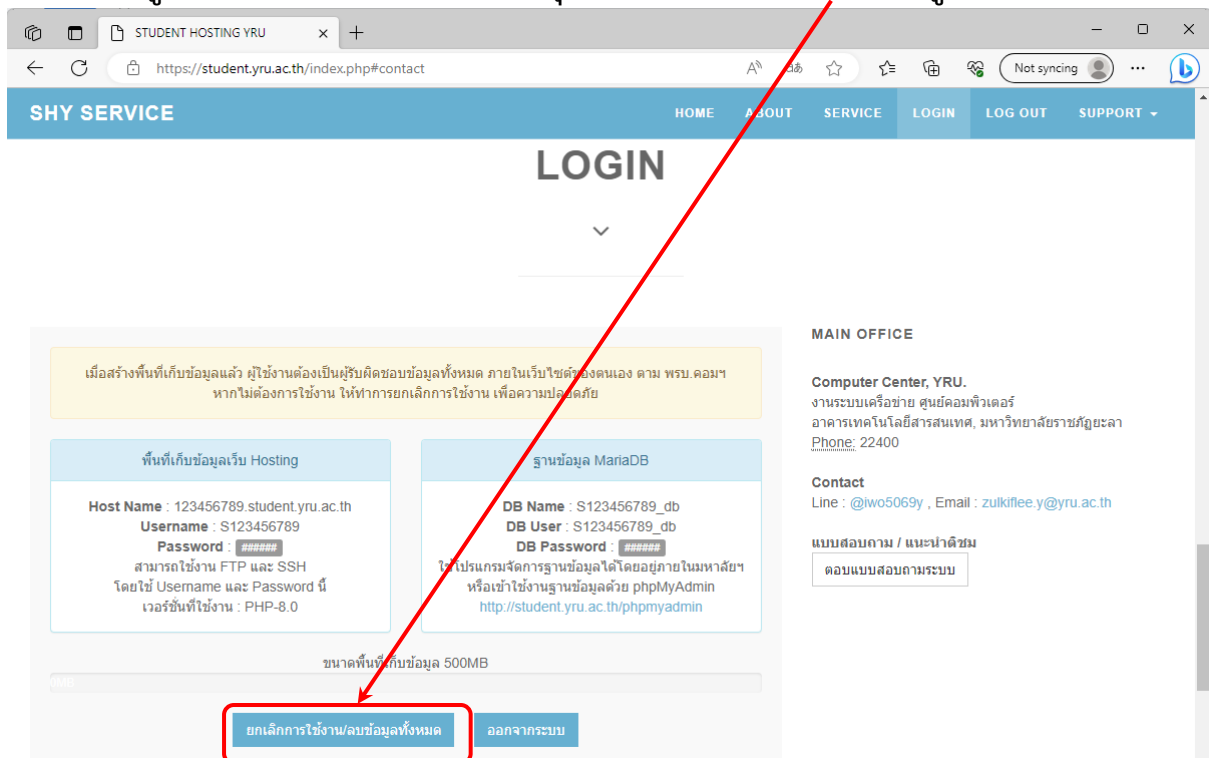 STUDENT HOSTING YRU
https://student.yru.ac.th/index.php#contact
Not syncing
SHY SERVICE
HOME ABOUT SERVICE LOGIN LOG OUT SUPPORT
LOGIN
เมื่อสร้างพื้นที่เก็บข้อมูลแล้ว ผู้ใช้งานต้องเป็นผู้รับผิดชอบข้อมูลทั้งหมด ภายในเว็บไซต์ของตนเอง ตาม พรบ.คอมฯ
หากไม่ต้องการใช้งาน ให้ทำการยกเลิกการใช้งาน เพื่อความปลอดภัย
พื้นที่เก็บข้อมูลเว็บ Hosting
Host Name : 123456789.student.yru.ac.th
Username : S123456789
Password : ######
สามารถใช้งาน FTP และ SSH
โดยใช้ Username และ Password นี้
เวอร์ชั่นที่ใช้งาน : PHP-8.0
ฐานข้อมูล MariaDB
DB Name : S123456789_db
DB User : S123456789_db
DB Password : ######
ใช้โปรแกรมจัดการฐานข้อมูลได้โดยอยู่ภายในมหาลัยฯ
หรือเข้าใช้งานฐานข้อมูลด้วย phpMyAdmin
http://student.yru.ac.th/phpmyadmin
ขนาดพื้นที่เก็บข้อมูล 500MB
ยกเลิกการใช้งาน/ลบข้อมูลทั้งหมด
ออกจากระบบ
MAIN OFFICE
Computer Center, YRU.
งานระบบเครือข่าย ศูนย์คอมพิวเตอร์
อาคารเทคโนโลยีสารสนเทศ, มหาวิทยาลัยราชภัฏยะลา
Phone: 22400
Contact
Line : @iwo5069y , Email : zulkiflee.y@yru.ac.th
แบบสอบถาม / แนะนำติชม
ตอบแบบสอบถามระบบ